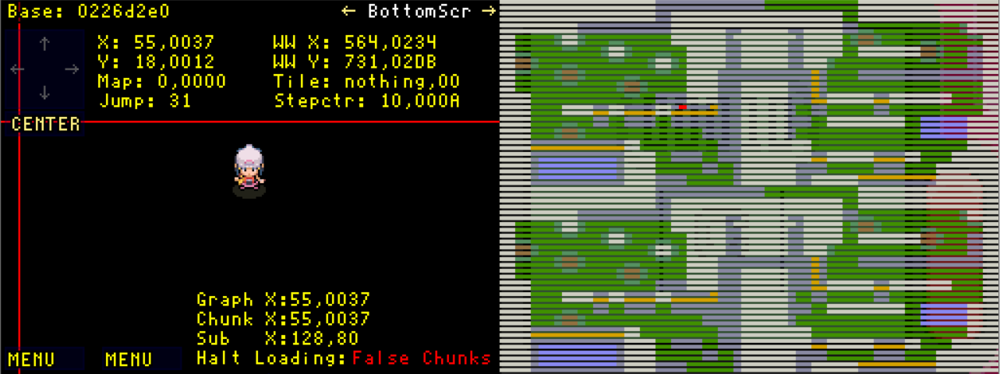 Base: 0226d2e0
← BottomScr →
X: 55,0037
WW X: 564,0234
Y: 18,0012
WW Y: 731,02DB
Map: 0,0000
Tile: nothing,00
Jump: 31
Stepctr: 10,000A
CENTER
Graph X:55,0037
Chunk X:55,0037
Sub X:128,80
MENU
MENU
Halt Loading:False Chunks